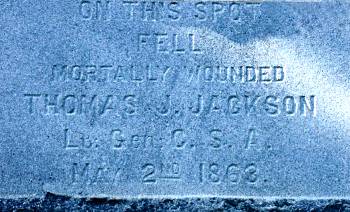 ON THIS SPOT
FELL
MORTALLY WOUNDED
THOMAS J. JACKSON
Lt. Gen. C. S. A.
MAY 2ND 1863.